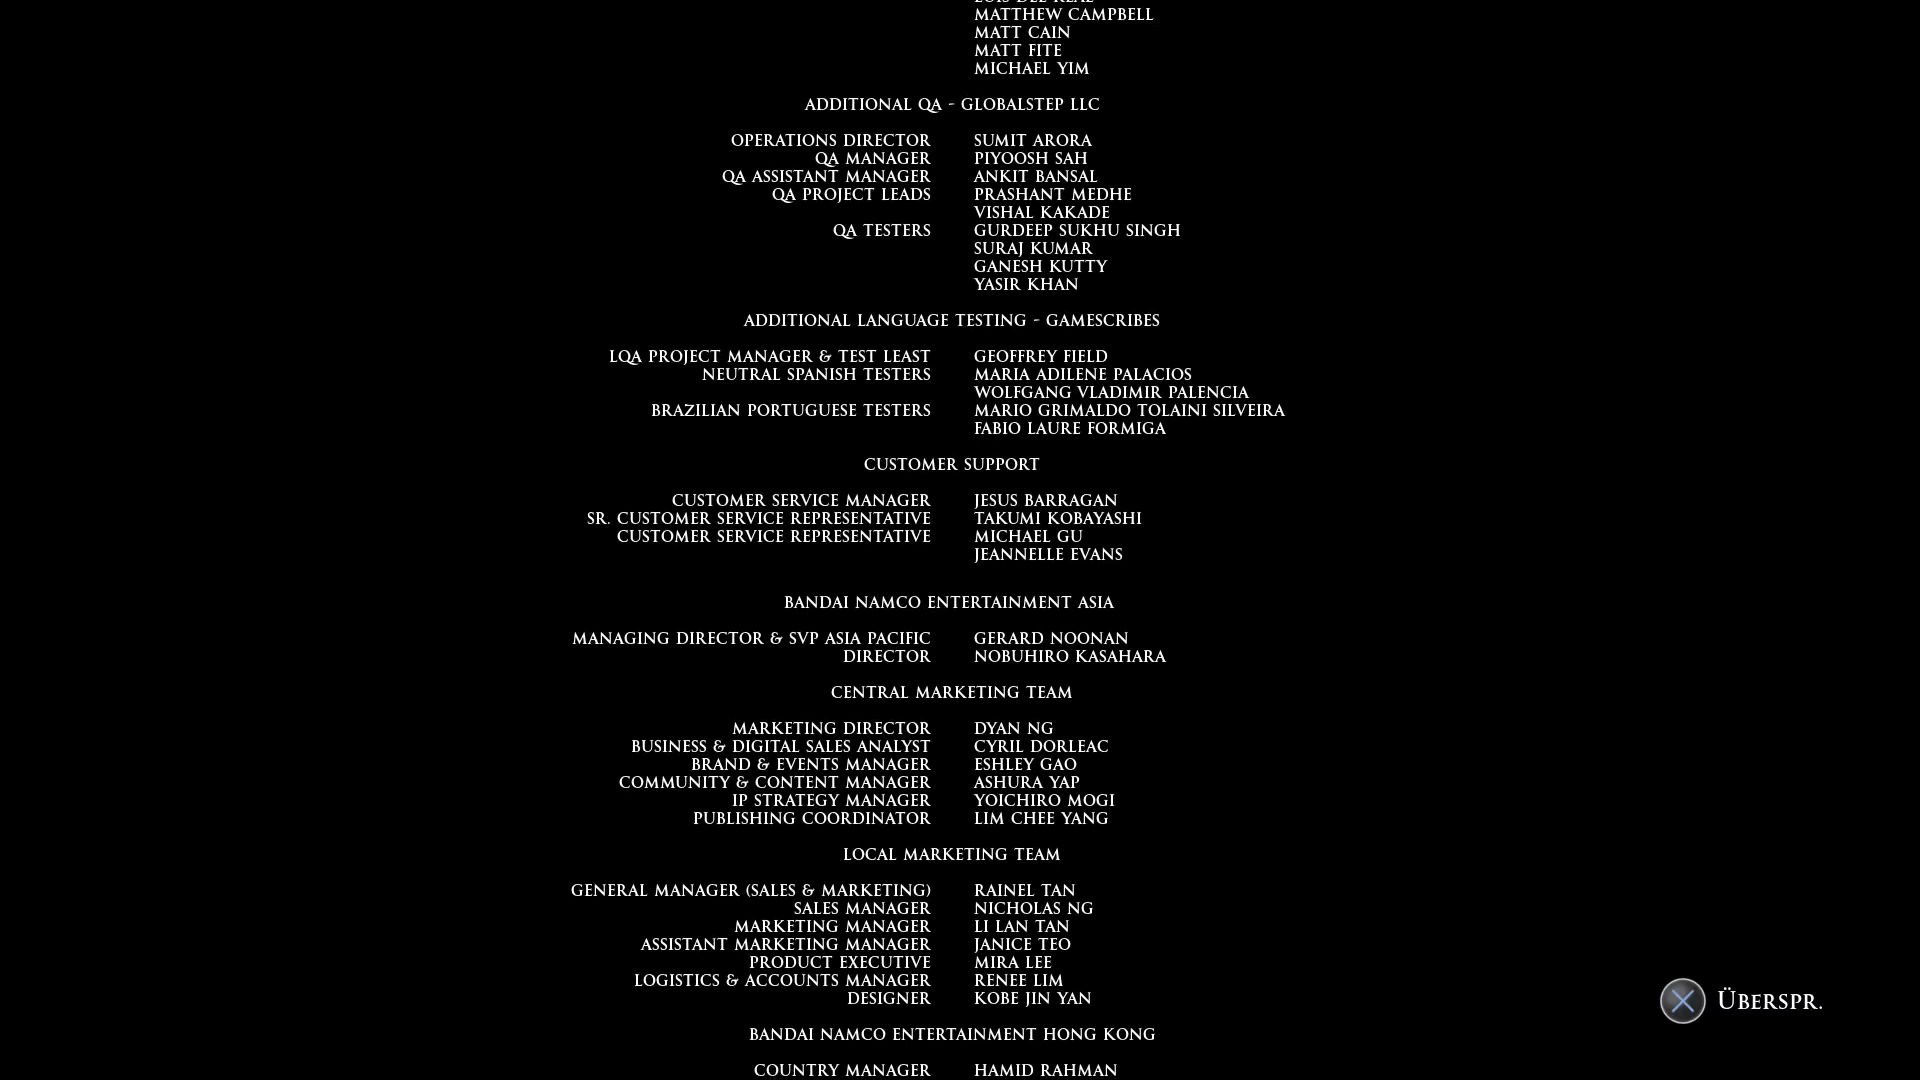 MATTHEW CAMPBELL
MATT CAIN
MATT FITE
MICHAEL YIM
ADDITIONAL QA - GLOBALSTEP LLC
OPERATIONS DIRECTOR SUMIT ARORA
QA MANAGER PIYOOSH SAH
QA ASSISTANT MANAGER ANKIT BANSAL
QA PROJECT LEADS PRASHANT MEDHE
VISHAL KAKADE
QA TESTERS GURDEEP SUKHU SINGH
SURAJ KUMAR
GANESH KUTTY
YASIR KHAN
ADDITIONAL LANGUAGE TESTING - GAMESCRIBES
LQA PROJECT MANAGER & TEST LEAST GEOFFREY FIELD
NEUTRAL SPANISH TESTERS MARIA ADILENE PALACIOS
WOLFGANG VLADIMIR PALENCIA
BRAZILIAN PORTUGUESE TESTERS MARIO GRIMALDO TOLAINI SILVEIRA
FABIO LAURE FORMIGA
CUSTOMER SUPPORT
CUSTOMER SERVICE MANAGER JESUS BARRAGAN
SR. CUSTOMER SERVICE REPRESENTATIVE TAKUMI KOBAYASHI
CUSTOMER SERVICE REPRESENTATIVE MICHAEL GU
JEANNELLE EVANS
BANDAI NAMCO ENTERTAINMENT ASIA
MANAGING DIRECTOR & SVP ASIA PACIFIC GERARD NOONAN
DIRECTOR NOBUHIRO KASAHARA
CENTRAL MARKETING TEAM
MARKETING DIRECTOR DYAN NG
BUSINESS & DIGITAL SALES ANALYST CYRIL DORLEAC
BRAND & EVENTS MANAGER ESHLEY GAO
COMMUNITY & CONTENT MANAGER ASHURA YAP
IP STRATEGY MANAGER YOICHIRO MOGI
PUBLISHING COORDINATOR LIM CHEE YANG
LOCAL MARKETING TEAM
GENERAL MANAGER (SALES & MARKETING) RAINEL TAN
SALES MANAGER NICHOLAS NG
MARKETING MANAGER LI LAN TAN
ASSISTANT MARKETING MANAGER JANICE TEO
PRODUCT EXECUTIVE MIRA LEE
LOGISTICS & ACCOUNTS MANAGER RENEE LIM
DESIGNER KOBE JIN YAN
BANDAI NAMCO ENTERTAINMENT HONG KONG
COUNTRY MANAGER HAMID RAHMAN
ÜBERSPR.